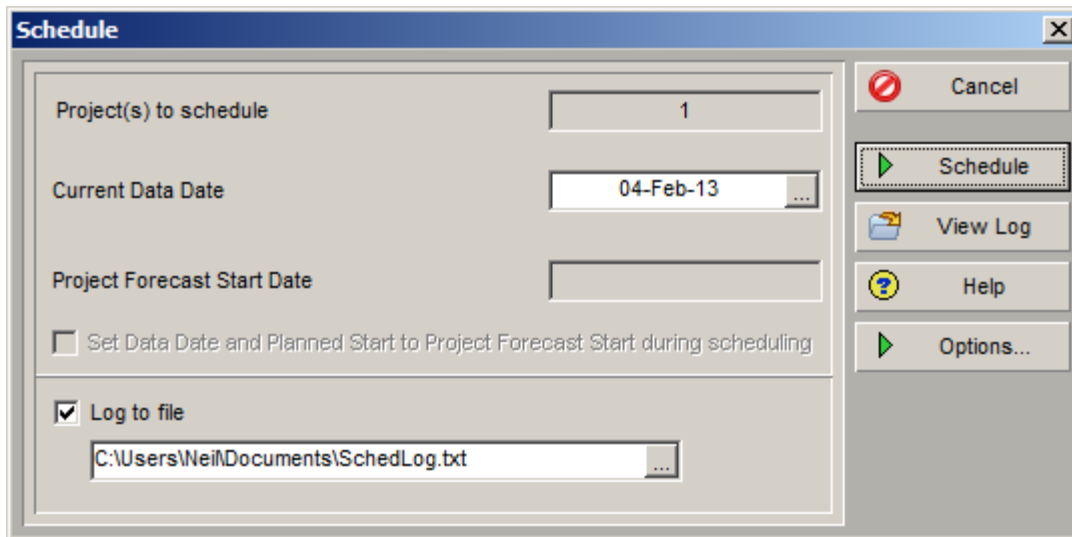 Schedule
Project(s) to schedule
1
Current Data Date
04-Feb-13
...
Project Forecast Start Date
Set Data Date and Planned Start to Project Forecast Start during scheduling
Log to file
C:\Users\Neil\Documents\SchedLog.txt
...
Cancel
Schedule
View Log
Help
Options...